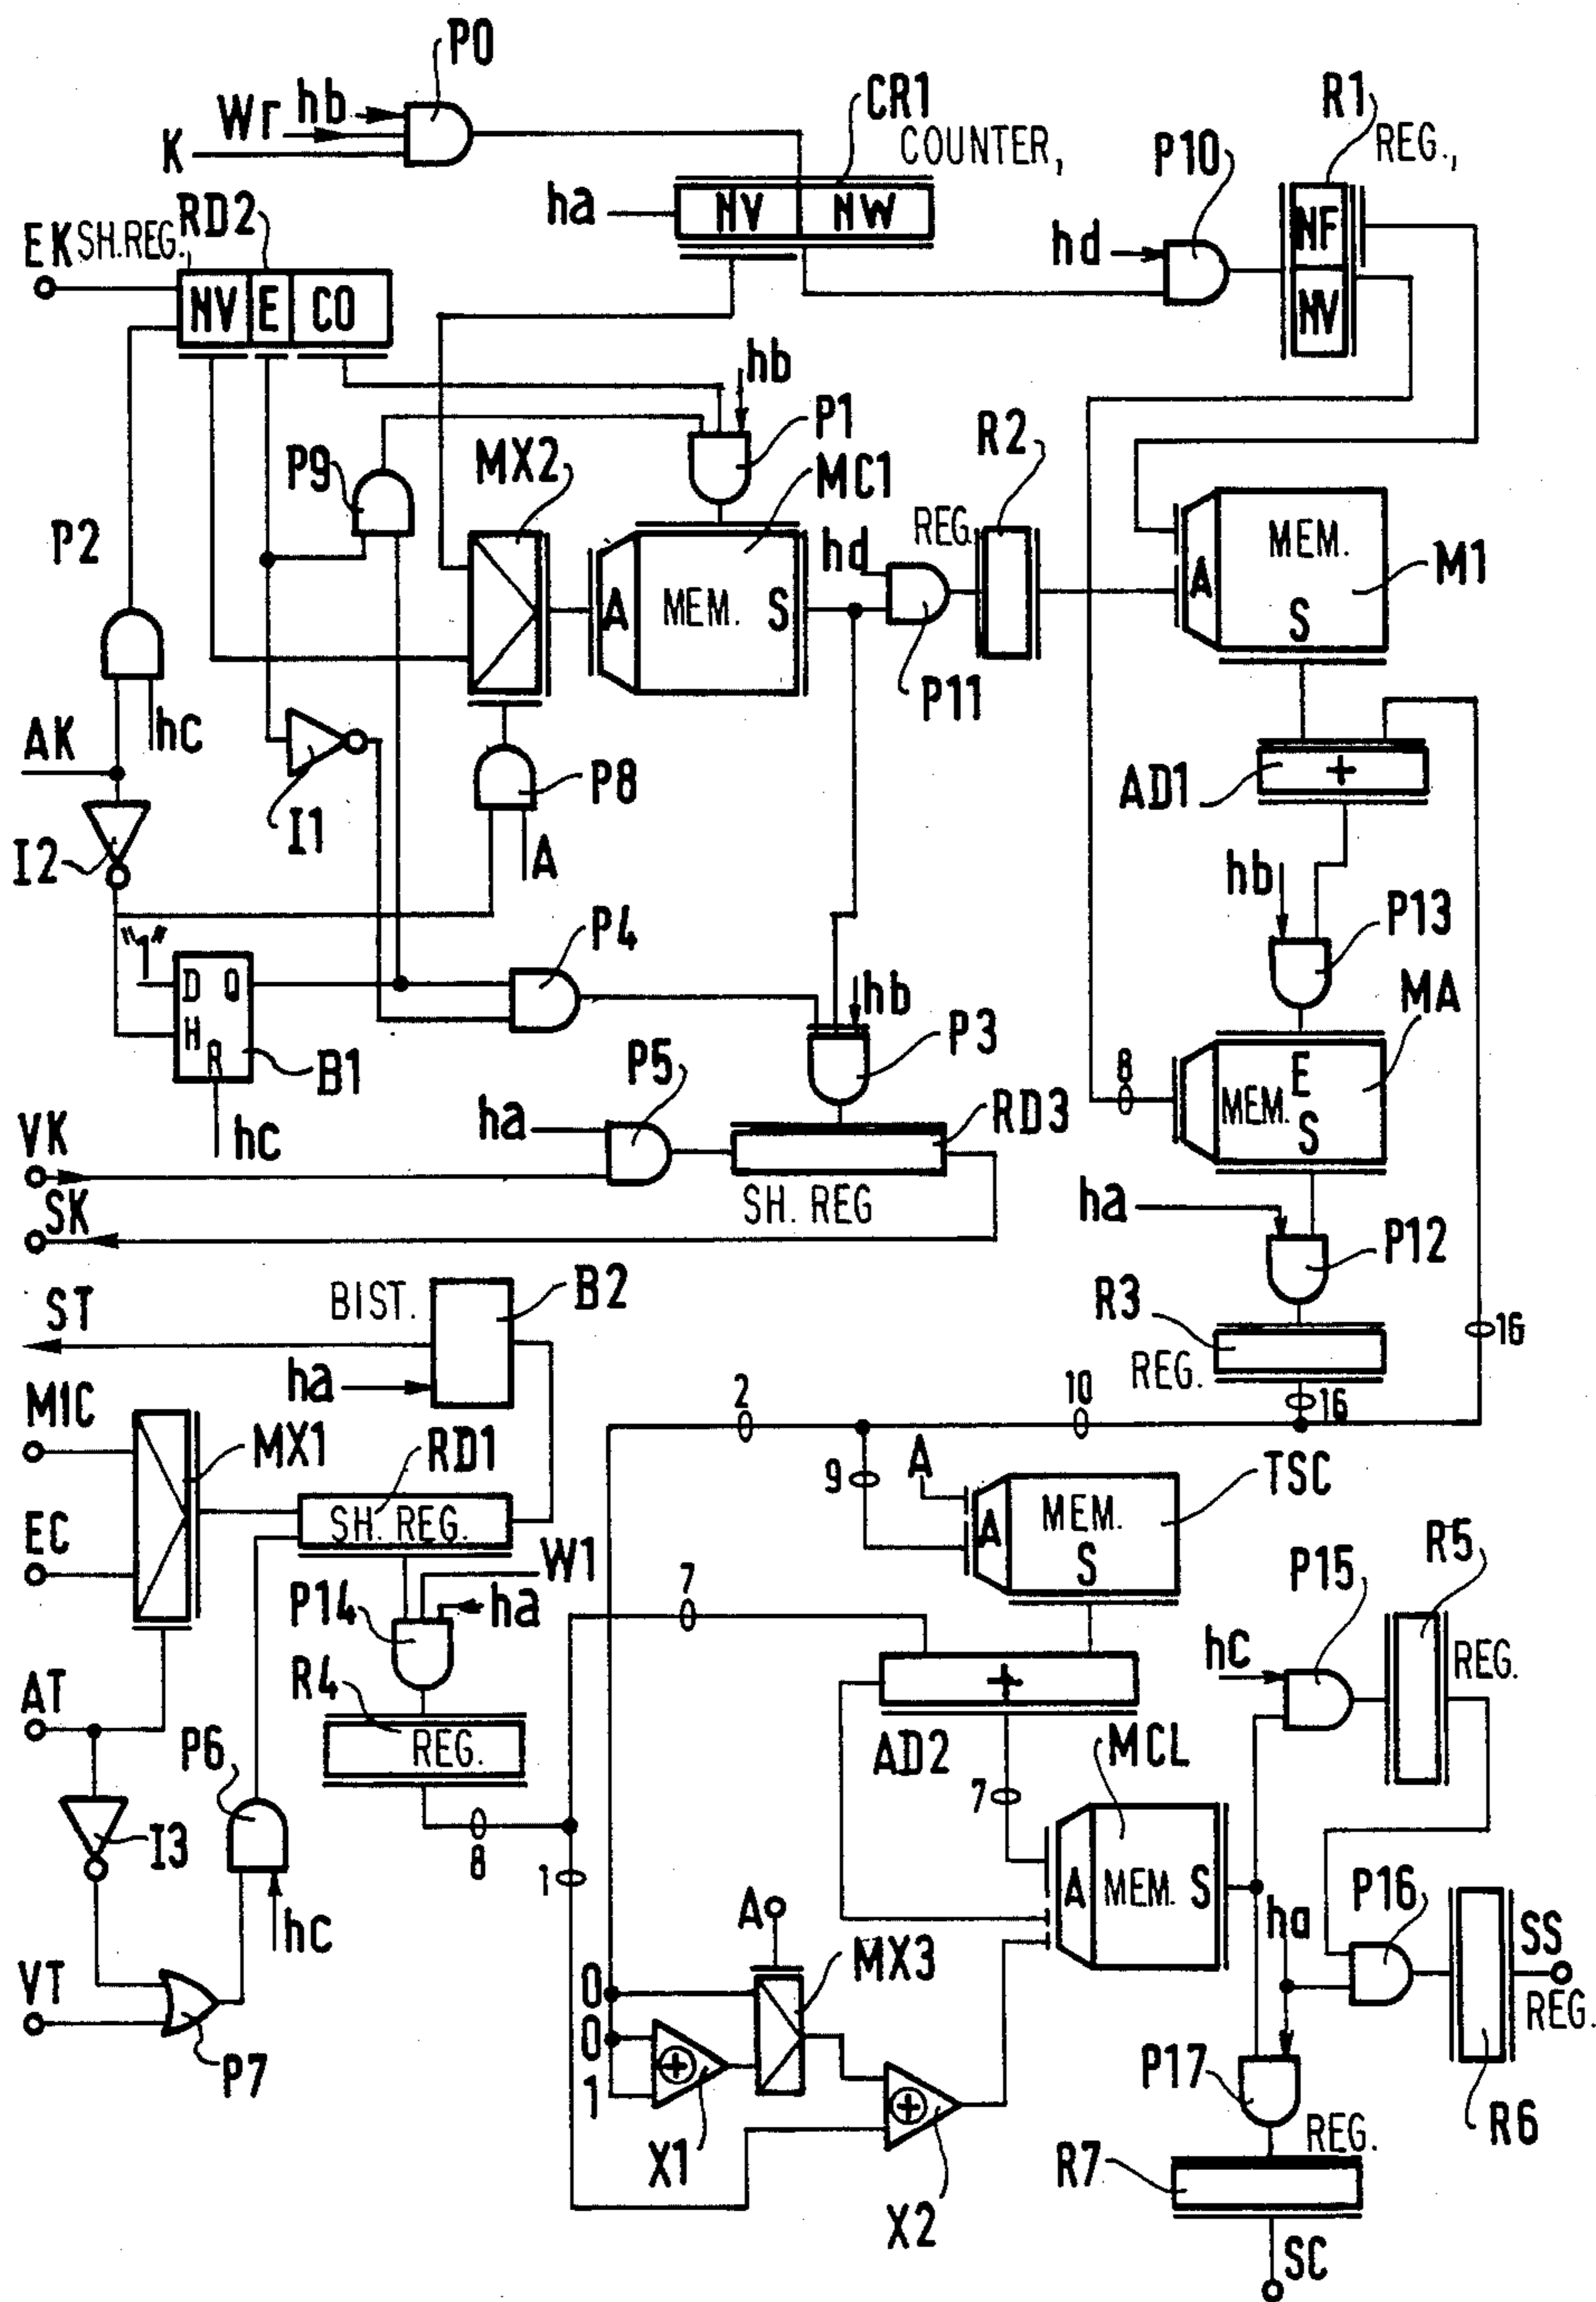 P0
Wr hb
K
CR1
COUNTER,
R1
REG.,
P10
ha
NV NW
hd
NF
NV
EK SH.REG., RD2
NV E CO
hb
P1
R2
P9
MX2
MC1
REG.
hd
P2
A MEM. S
P11
MEM.
A
S
M1
AK
hc
I1
P8
A
I2
AD1
+
hb
P13
"1"
D Q
H
R
B1
hc
P4
hb
P3
MA
8
E
MEM.
S
P5
ha
RD3
VK
SK
SH. REG
ha
P12
R3
REG.
16
16
ST
BIST.
B2
ha
M1C
MX1
RD1
SH. REG.
EC
2
10
9
A
TSC
MEM.
A
S
W1
ha
P14
7
P15
R5
REG.
hc
AT
R4
REG.
P6
+
AD2
MCL
7
I3
8
1
hc
A MEM. S
P16
ha
SS
REG.
A
MX3
VT
P7
0
0
1
+
X1
+
X2
P17
REG.
R6
R7
SC